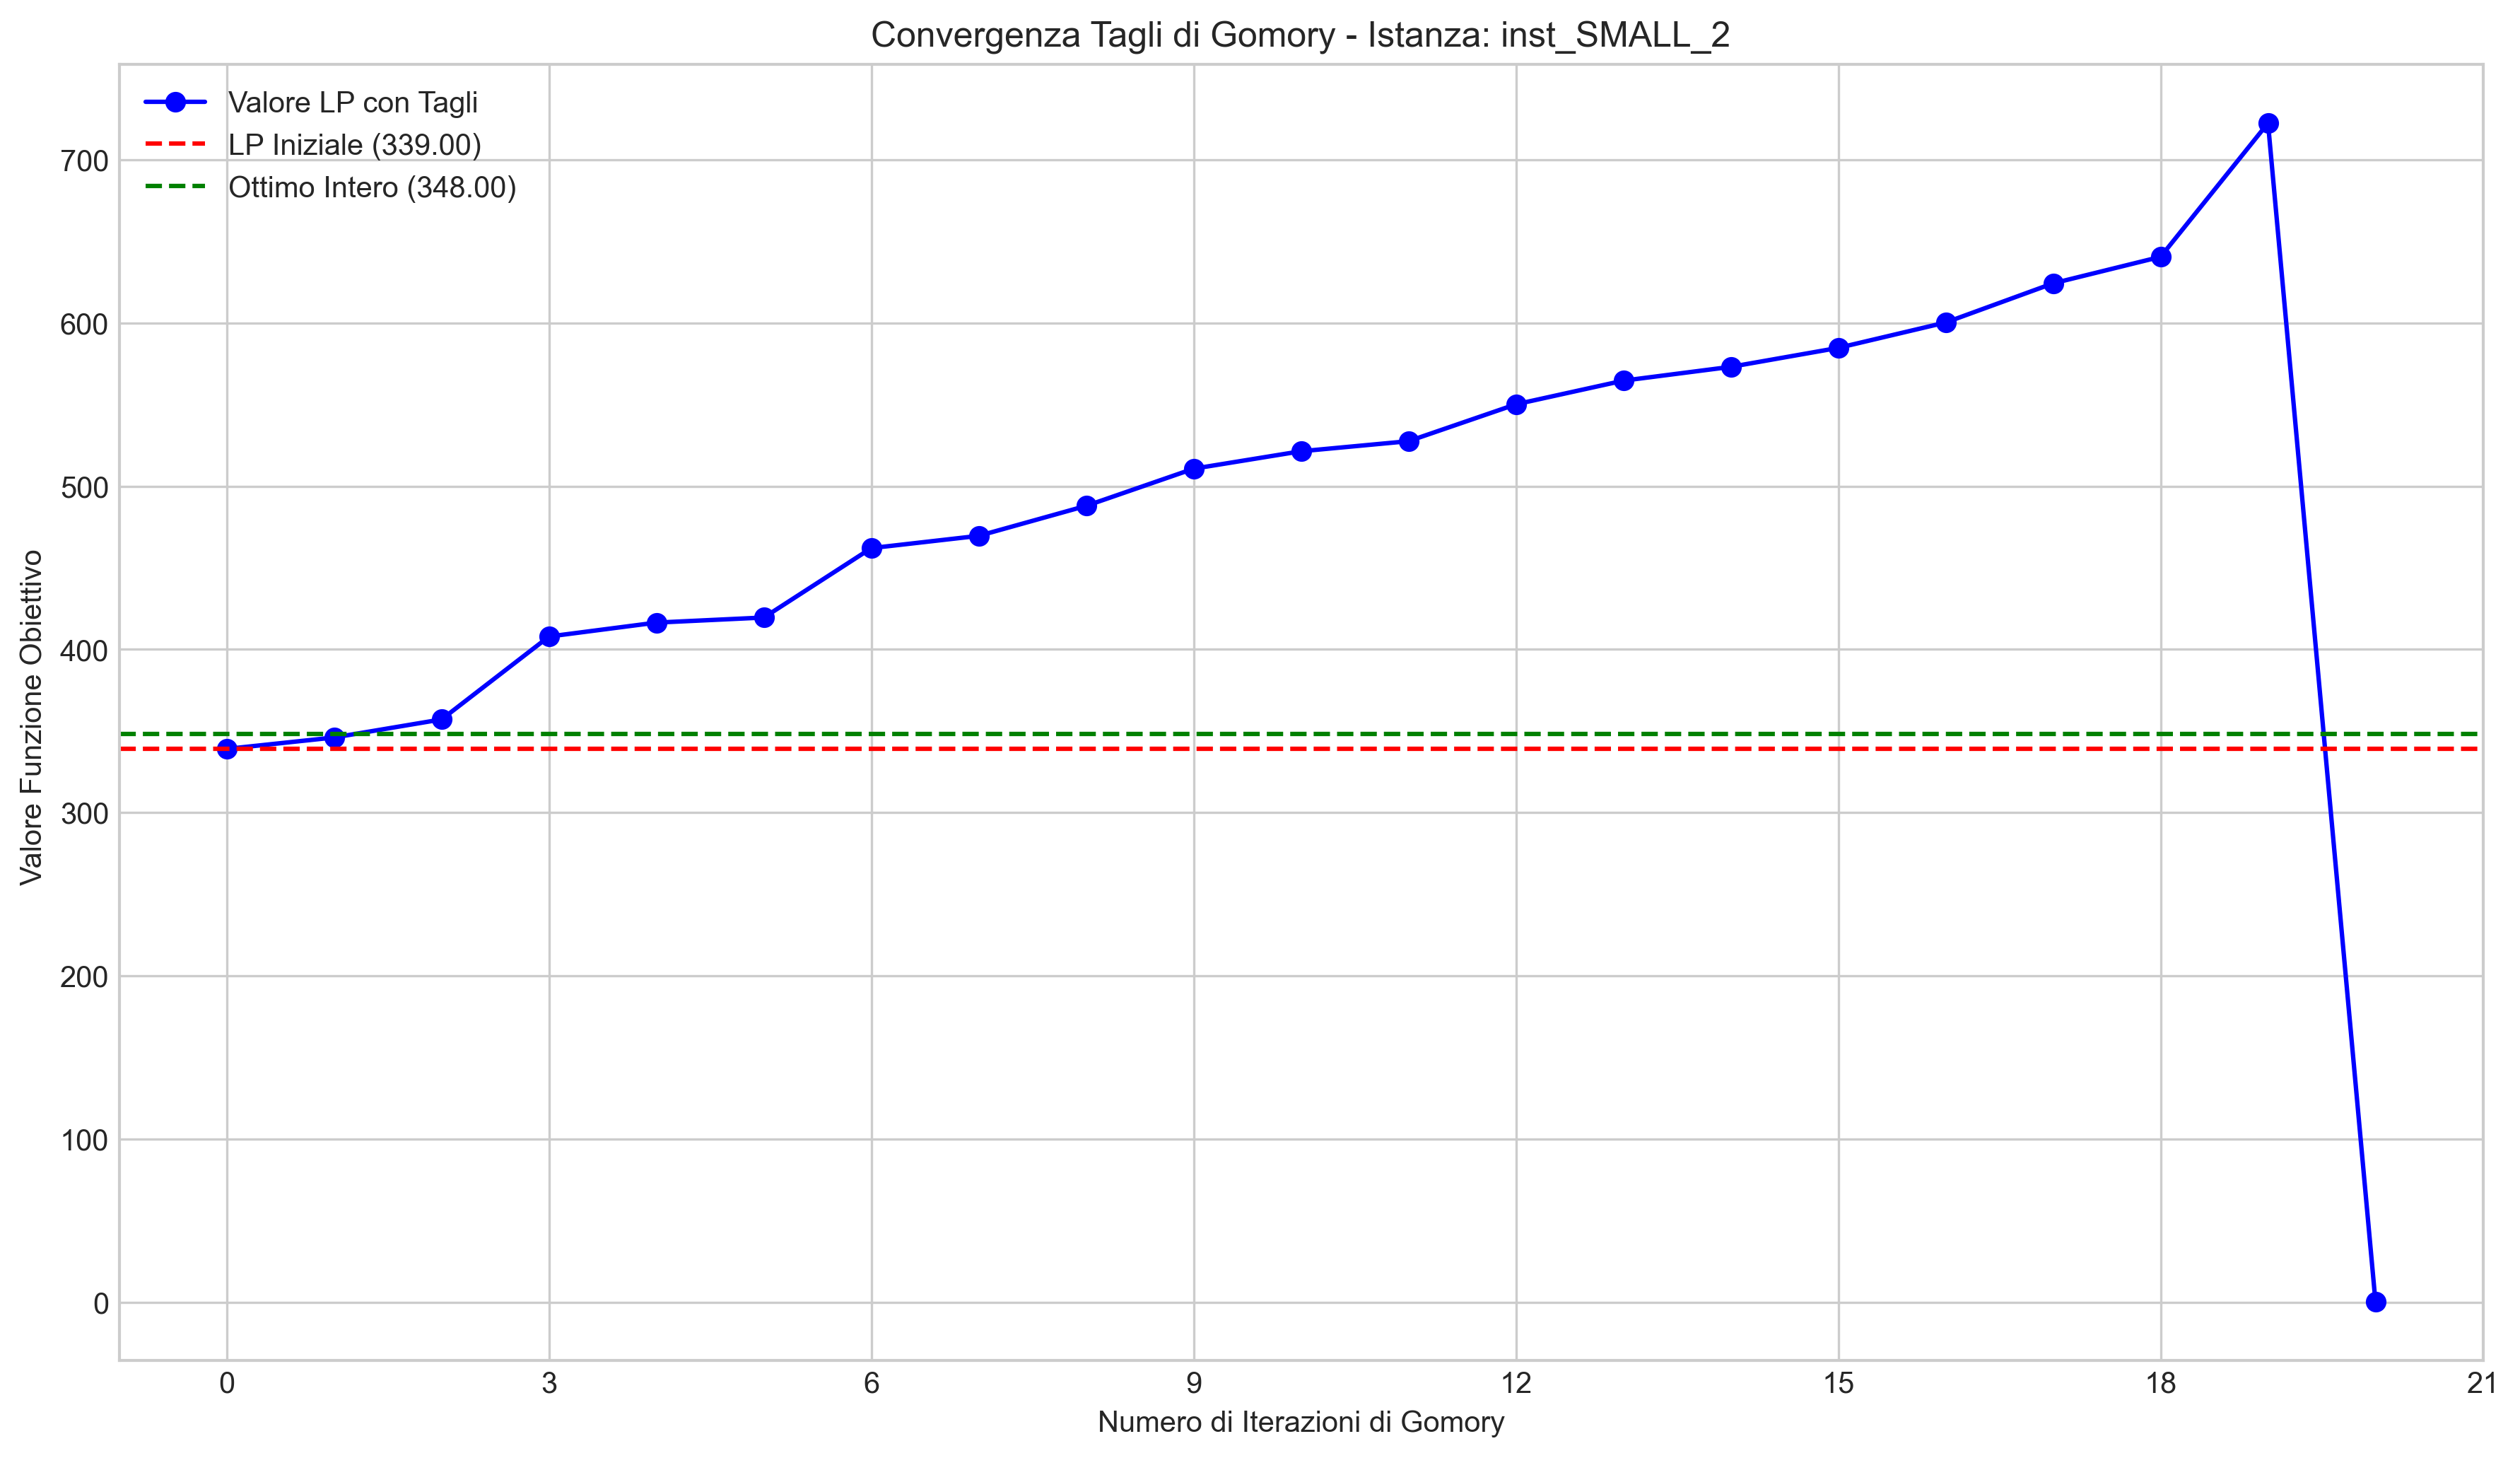 Convergenza Tagli di Gomory - Istanza: inst_SMALL_2
Valore LP con Tagli
LP Iniziale (339.00)
Ottimo Intero (348.00)
Valore Funzione Obiettivo
700
600
500
400
300
200
100
0
0 3 6 9 12 15 18 21
Numero di Iterazioni di Gomory